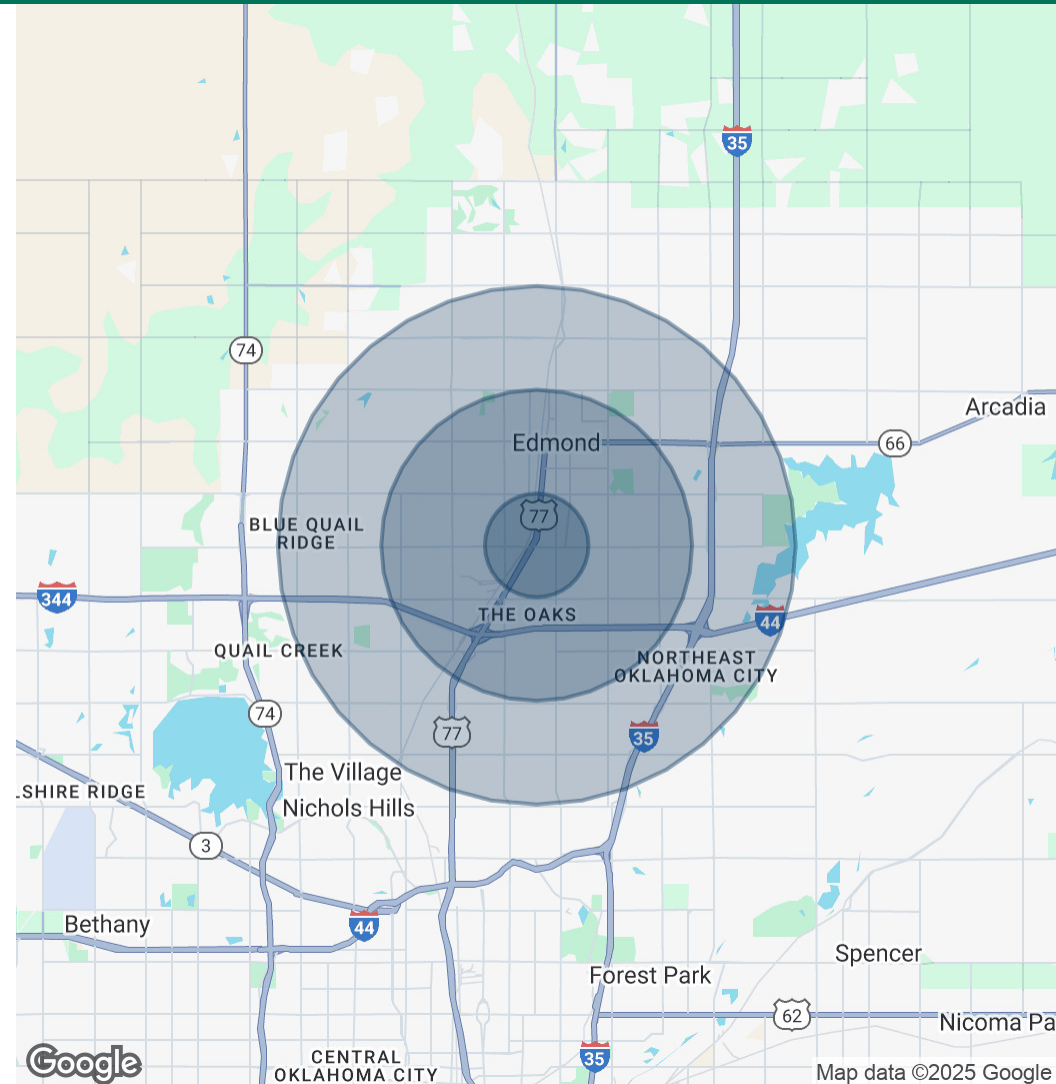 35
74
Arcadia
Edmond
66
77
BLUE QUAIL
RIDGE
344
THE OAKS
44
QUAIL CREEK
NORTHEAST
OKLAHOMA CITY
74
77
35
The Village
LSHIRE RIDGE
Nichols Hills
3
Bethany
44
Spencer
Forest Park
62
Nicoma Pa
35
CENTRAL
OKLAHOMA CITY
Google
Map data ©2025 Google